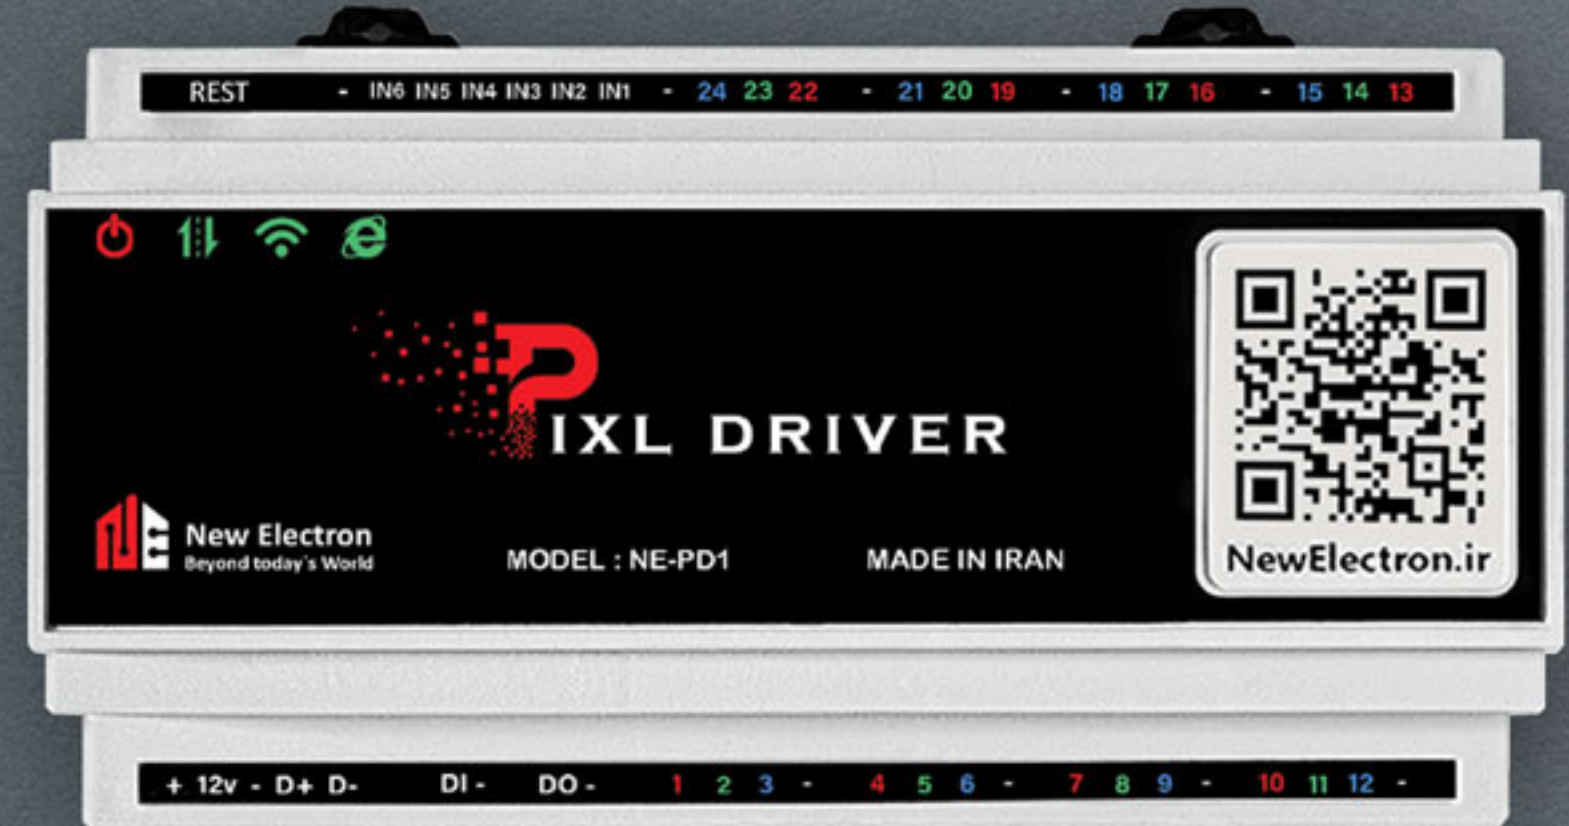 REST - IN6 IN5 IN4 IN3 IN2 IN1 - 24 23 22 - 21 20 19 - 18 17 16 - 15 14 13
PIXL DRIVER
New Electron
Beyond today's World
MODEL : NE-PD1
MADE IN IRAN
NewElectron.ir
+ 12v - D+ D- DI - DO - 1 2 3 - 4 5 6 - 7 8 9 - 10 11 12 -